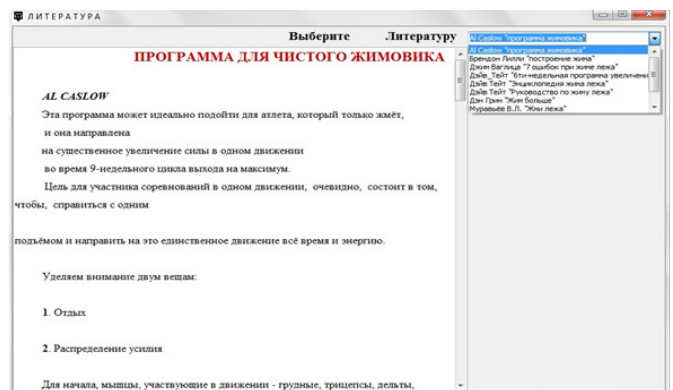 ЛИТЕРАТУРА
Выберите Литературу
Al Caslow "программа жимовика"
Al Caslow "программа жимовика"
Брендон Лилли "построение жима"
Джим Ваглица "7 ошибок при жиме лежа"
Дэйв_Тейт "6ти-недельная программа увеличени
Дэйв Тейт "Энциклопедия жима лежа"
Дэйв Тейт "Руководство по жиму лежа"
Дэн Грин "Жим больше"
Муравьёв В.Л. "Жми лежа"
ПРОГРАММА ДЛЯ ЧИСТОГО ЖИМОВИКА
AL CASLOW
Эта программа может идеально подойти для атлета, который только жмёт,
и она направлена
на существенное увеличение силы в одном движении
во время 9-недельного цикла выхода на максимум.
Цель для участника соревнований в одном движении, очевидно, состоит в том,
чтобы, справиться с одним
подъёмом и направить на это единственное движение всё время и энергию.
Уделяем внимание двум вещам:
1. Отдых
2. Распределение усилия
Для начала, мышцы, участвующие в движении - грудные, трицепсы, дельты,